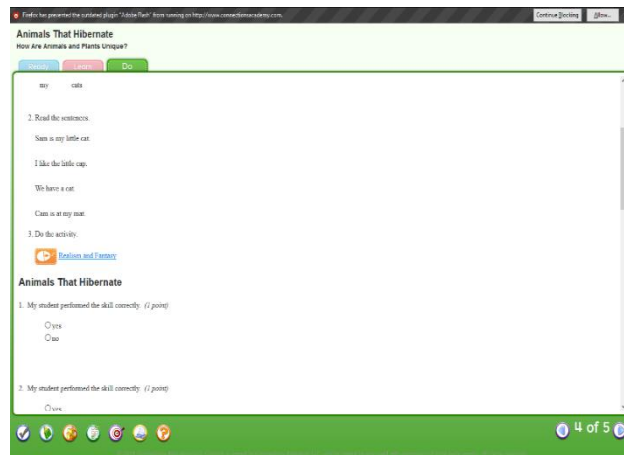 Firefox has prevented the outdated plugin "Adobe Flash" from running on http://www.connectionsacademy.com.
Continue Blocking
Allow...
Animals That Hibernate
How Are Animals and Plants Unique?
Ready
Learn
Do
my cats
2. Read the sentences.
Sam is my little cat.
I like the little cap.
We have a cat.
Cam is at my mat.
3. Do the activity.
Realism and Fantasy
Animals That Hibernate
1. My student performed the skill correctly. (1 point)
yes
no
2. My student performed the skill correctly. (1 point)
yes
4 of 5